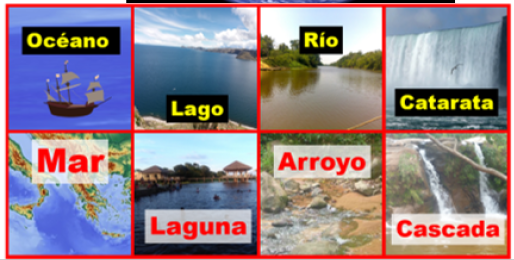 Océano
Lago
Río
Catarata
Mar
Laguna
Arroyo
Cascada